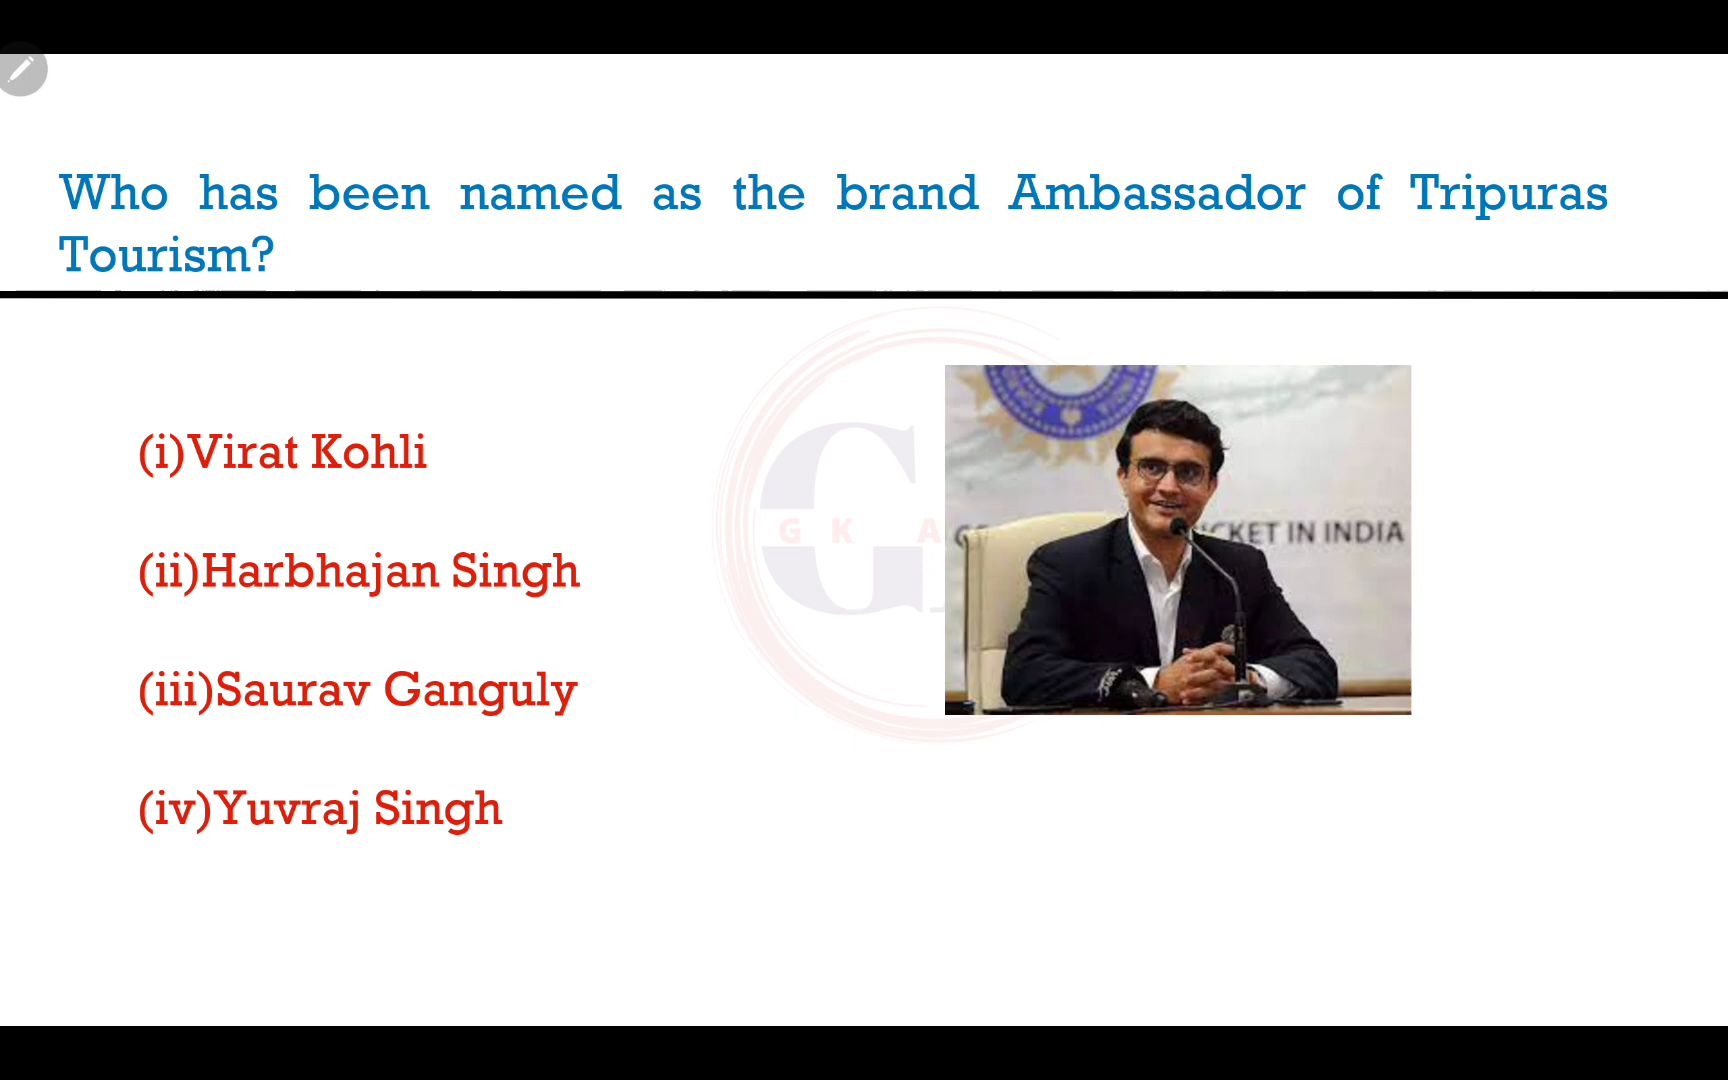 Who has been named as the brand Ambassador of Tripuras
Tourism?
(i)Virat Kohli
(ii)Harbhajan Singh
(iii)Saurav Ganguly
(iv)Yuvraj Singh
G K A
G
CKET IN INDIA